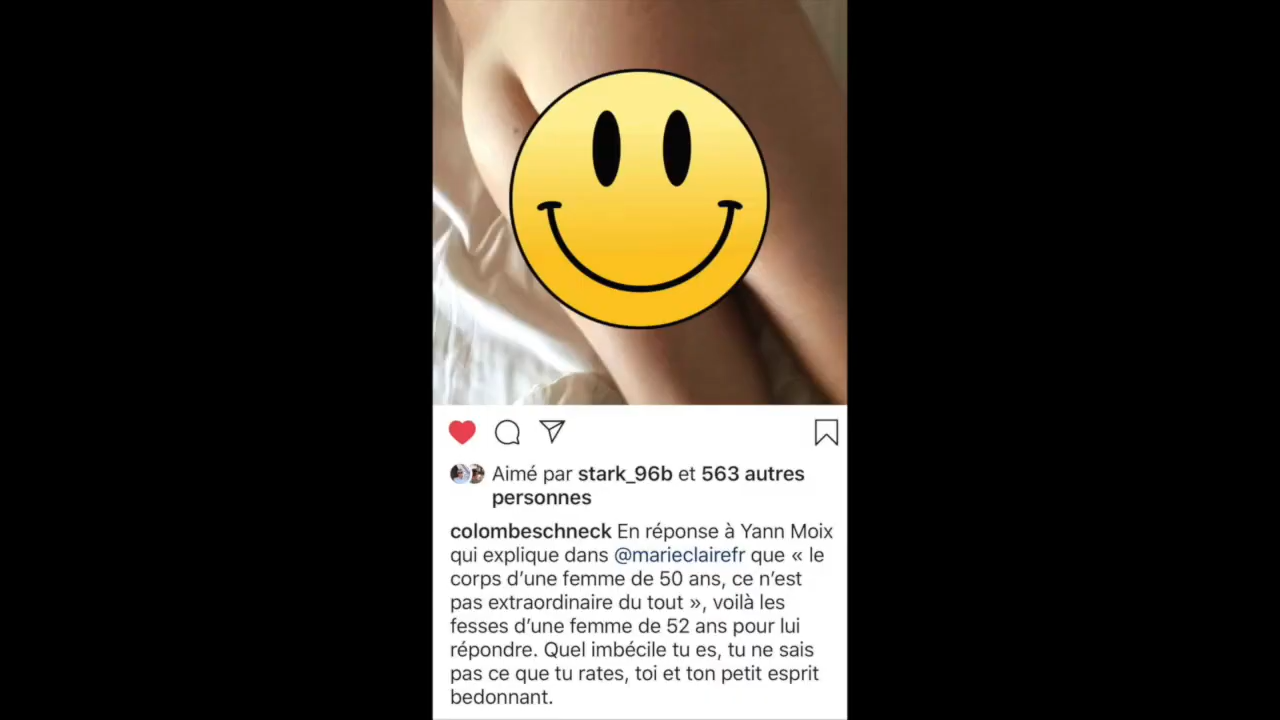 Aimé par stark_96b et 563 autres
personnes
colombeschneck En réponse à Yann Moix
qui explique dans @marieclairefr que « le
corps d’une femme de 50 ans, ce n’est
pas extraordinaire du tout », voilà les
fesses d’une femme de 52 ans pour lui
répondre. Quel imbécile tu es, tu ne sais
pas ce que tu rates, toi et ton petit esprit
bedonnant.